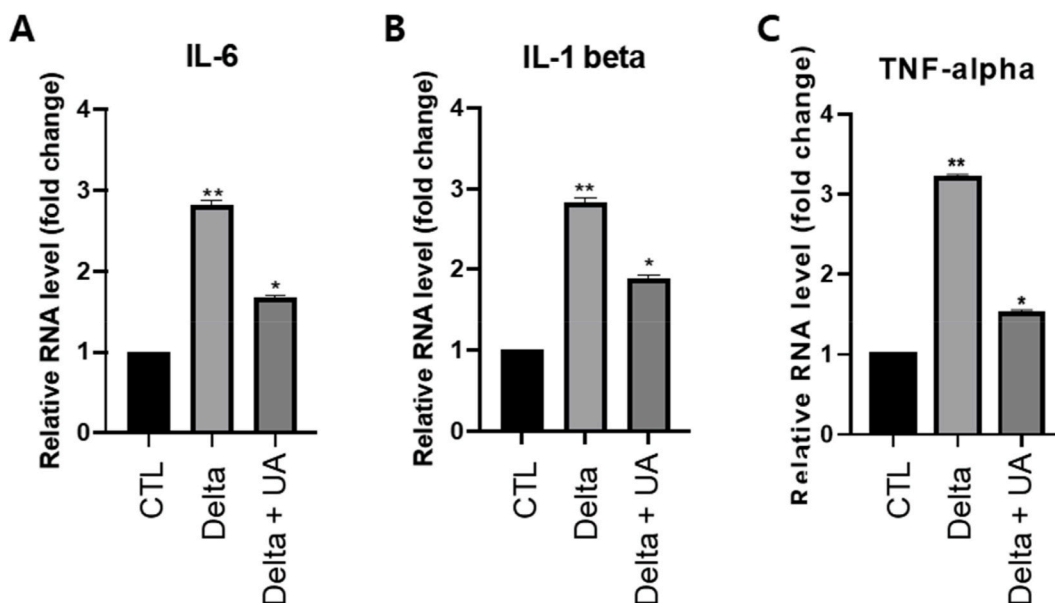 A
IL-6
Relative RNA level (fold change)
4
3
2
1
0
**
*
CTL
Delta
Delta + UA
B
IL-1 beta
Relative RNA level (fold change)
4
3
2
1
0
**
*
CTL
Delta
Delta + UA
C
TNF-alpha
Relative RNA level (fold change)
4
3
2
1
0
**
*
CTL
Delta
Delta + UA